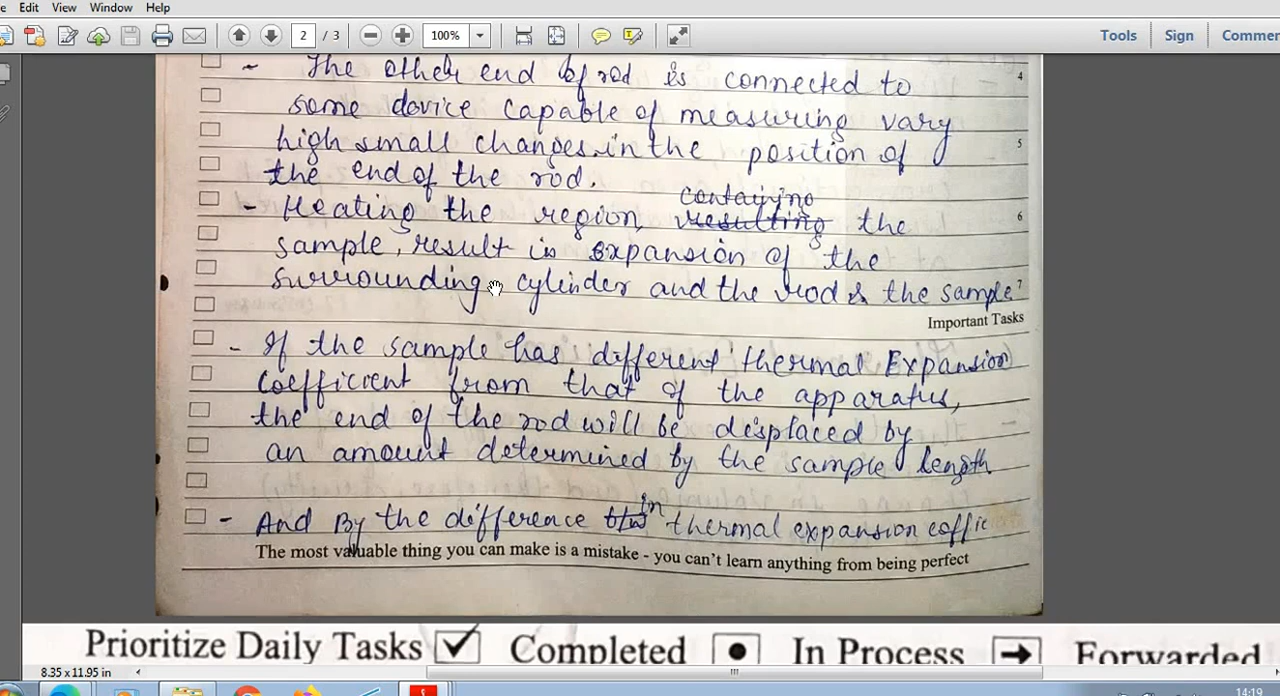 Edit View Window Help
2 / 3 100% Tools Sign Commen
- The other end of rod is connected to
4
some device capable of measuring vary
high small changes in the position of
5
the end of the rod.
containing
- Heating the region, resulting the
6
sample, result in expansion of the
surrounding cylinder and the rod & the sample
7
Important Tasks
- If the sample has different thermal Expansion
coefficient from that of the apparatus,
the end of the rod will be displaced by
an amount determined by the sample length
in
- And By the difference btw thermal expansion coffic
The most valuable thing you can make is a mistake - you can't learn anything from being perfect
Prioritize Daily Tasks Completed In Process Forwarded
8.35 x 11.95 in
14:19